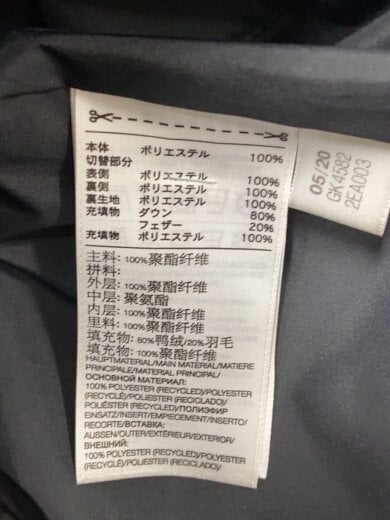 本体 ポリエステル 100%
切替部分
表側 ポリエステル 100%
裏側 ポリエステル 100%
裏生地 ポリエステル 100%
充填物 ダウン 80%
フェザー 20%
充填物 ポリエステル 100%
主料: 100%聚酯纤维
拼料:
外层: 100%聚酯纤维
中层: 聚氨酯
内层: 100%聚酯纤维
里料: 100%聚酯纤维
填充物: 80%鸭绒/20%羽毛
填充物: 100%聚酯纤维
HAUPTMATERIAL/MAIN MATERIAL/MATIERE
PRINCIPALE/MATERIAL PRINCIPAL/
ОСНОВНОЙ МАТЕРИАЛ:
100% POLYESTER (RECYCLED)/POLYESTER
(RECYCLÉ)/POLIÉSTER (RECICLADO)/
POLIÉSTER (RECYCLED)/ПОЛИЭФИР
EINSATZ/INSERT/EMPIECEMENT/INSERTO/
RECORTE/ВСТАВКА:
AUSSEN/OUTER/EXTÉRIEUR/EXTERIOR/
ВНЕШНИЙ:
100% POLYESTER (RECYCLED)/POLYESTER
(RECYCLÉ)/POLIESTER (RECICLADO)/
05/20
GK4582
2EA003